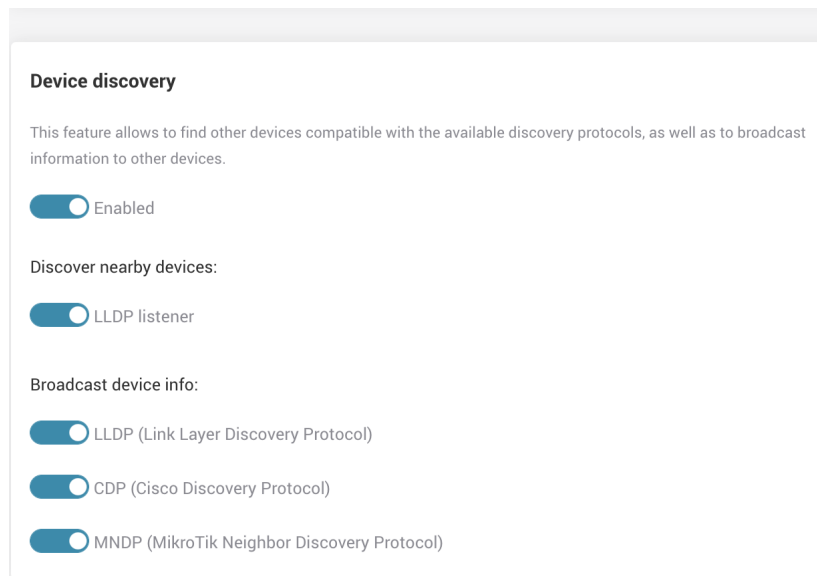 Device discovery
This feature allows to find other devices compatible with the available discovery protocols, as well as to broadcast
information to other devices.
Enabled
Discover nearby devices:
LLDP listener
Broadcast device info:
LLDP (Link Layer Discovery Protocol)
CDP (Cisco Discovery Protocol)
MNDP (MikroTik Neighbor Discovery Protocol)